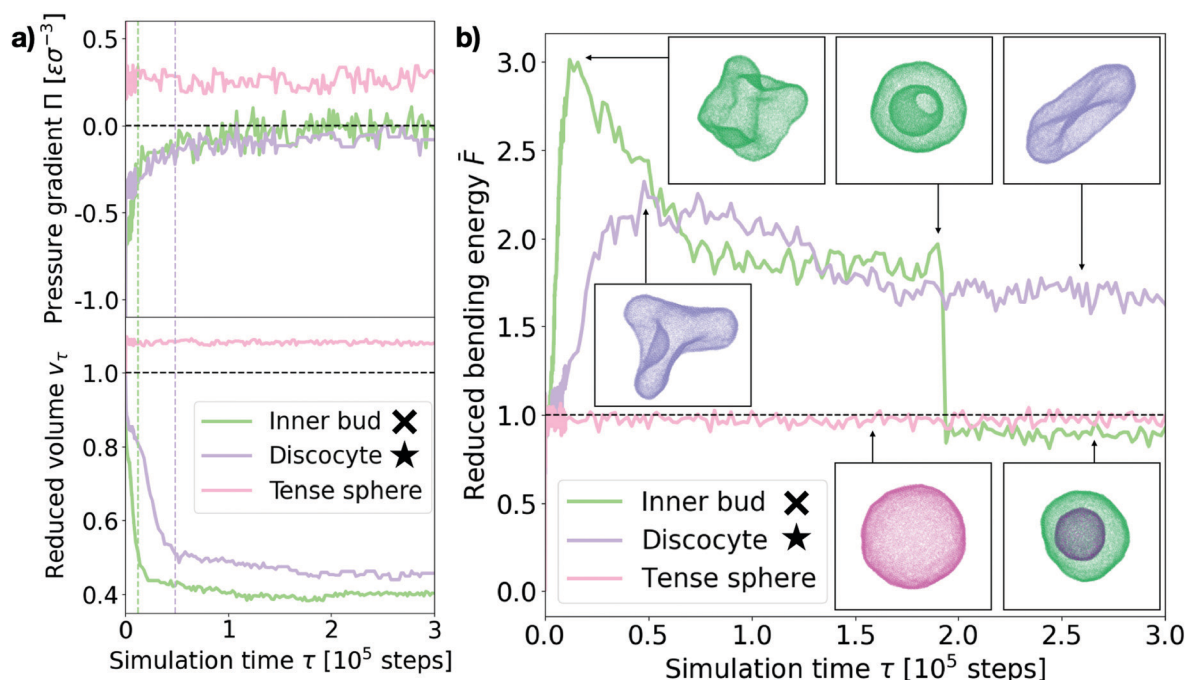 a)
Pressure gradient Π [εσ⁻³]
0.5
0.0
-0.5
-1.0
Reduced volume v_τ
1.0
0.8
0.6
0.4
Inner bud
Discocyte
Tense sphere
0 1 2 3
Simulation time τ [10⁵ steps]
b)
Reduced bending energy F̄
3.0
2.5
2.0
1.5
1.0
0.5
0.0
Inner bud
Discocyte
Tense sphere
0.0 0.5 1.0 1.5 2.0 2.5 3.0
Simulation time τ [10⁵ steps]